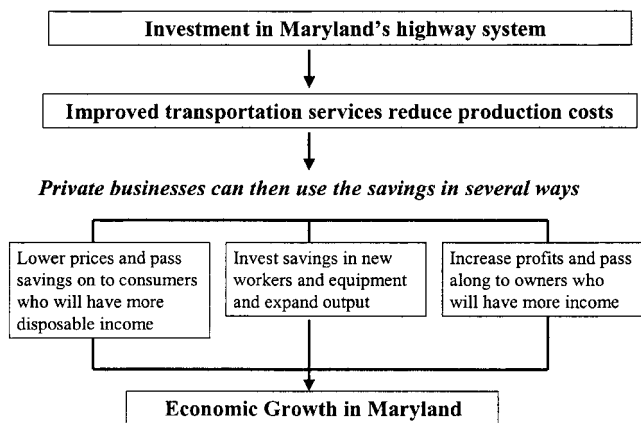 Investment in Maryland's highway system
Improved transportation services reduce production costs
Private businesses can then use the savings in several ways
Lower prices and pass
savings on to consumers
who will have more
disposable income
Invest savings in new
workers and equipment
and expand output
Increase profits and pass
along to owners who
will have more income
Economic Growth in Maryland